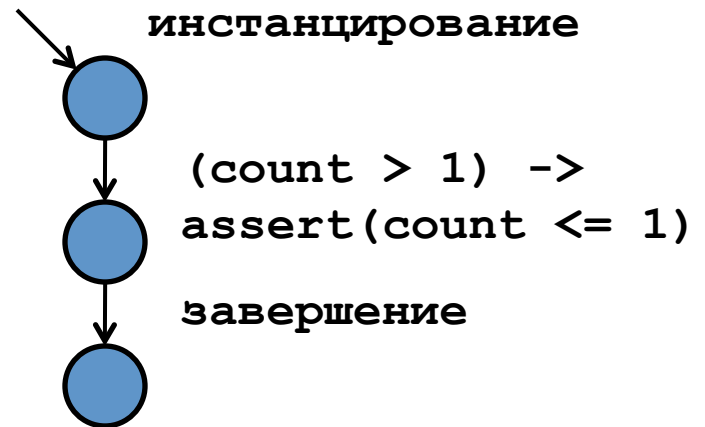 инстанцирование
(count > 1) ->
assert(count <= 1)
завершение